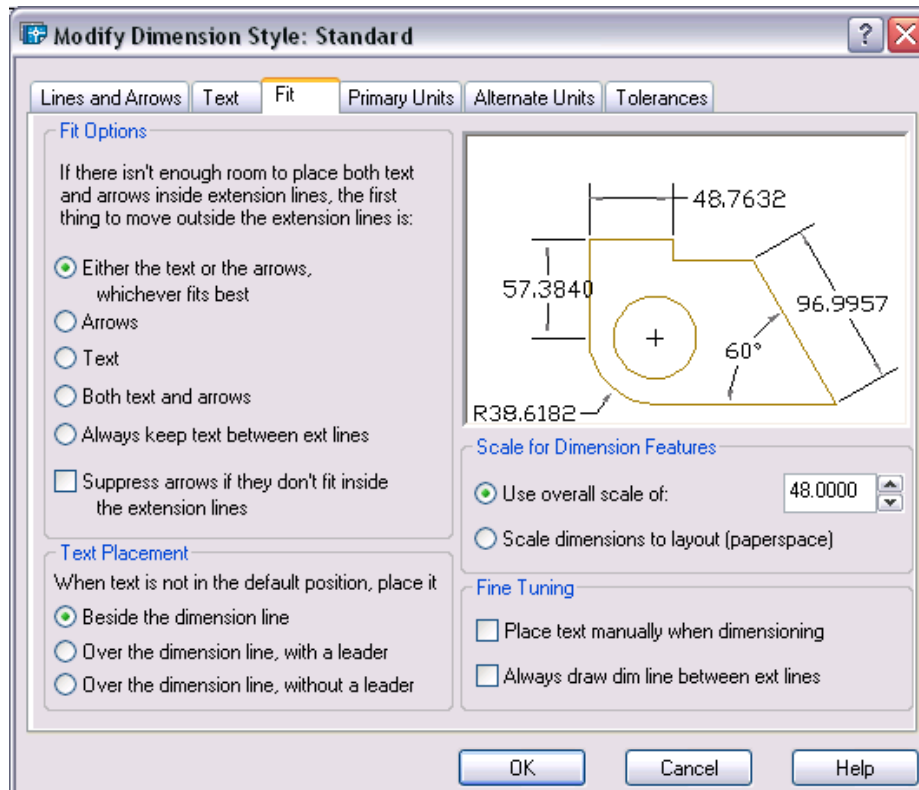 Modify Dimension Style: Standard
?
Lines and Arrows
Text
Fit
Primary Units
Alternate Units
Tolerances
Fit Options
If there isn't enough room to place both text
and arrows inside extension lines, the first
thing to move outside the extension lines is:
Either the text or the arrows,
whichever fits best
Arrows
Text
Both text and arrows
Always keep text between ext lines
Suppress arrows if they don't fit inside
the extension lines
Text Placement
When text is not in the default position, place it
Beside the dimension line
Over the dimension line, with a leader
Over the dimension line, without a leader
48.7632
57.3840
96.9957
60°
R38.6182
Scale for Dimension Features
Use overall scale of:
48.0000
Scale dimensions to layout (paperspace)
Fine Tuning
Place text manually when dimensioning
Always draw dim line between ext lines
OK
Cancel
Help